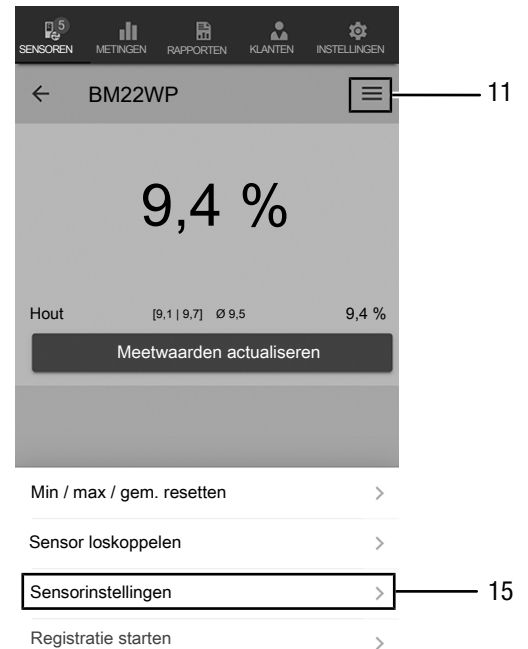 5
SENSOREN METINGEN RAPPORTEN KLANTEN INSTELLINGEN
BM22WP 11
9,4 %
Hout [9,1 | 9,7] Ø 9,5 9,4 %
Meetwaarden actualiseren
Min / max / gem. resetten
Sensor loskoppelen
Sensorinstellingen 15
Registratie starten